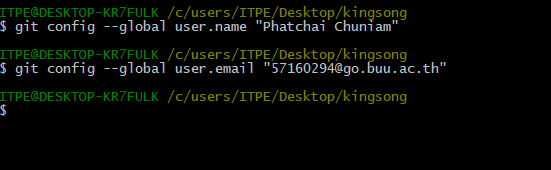 ITPE@DESKTOP-KR7FULK /c/users/ITPE/Desktop/kingsong
$ git config --global user.name "Phatchai Chuniam"
ITPE@DESKTOP-KR7FULK /c/users/ITPE/Desktop/kingsong
$ git config --global user.email "57160294@go.buu.ac.th"
ITPE@DESKTOP-KR7FULK /c/users/ITPE/Desktop/kingsong
$